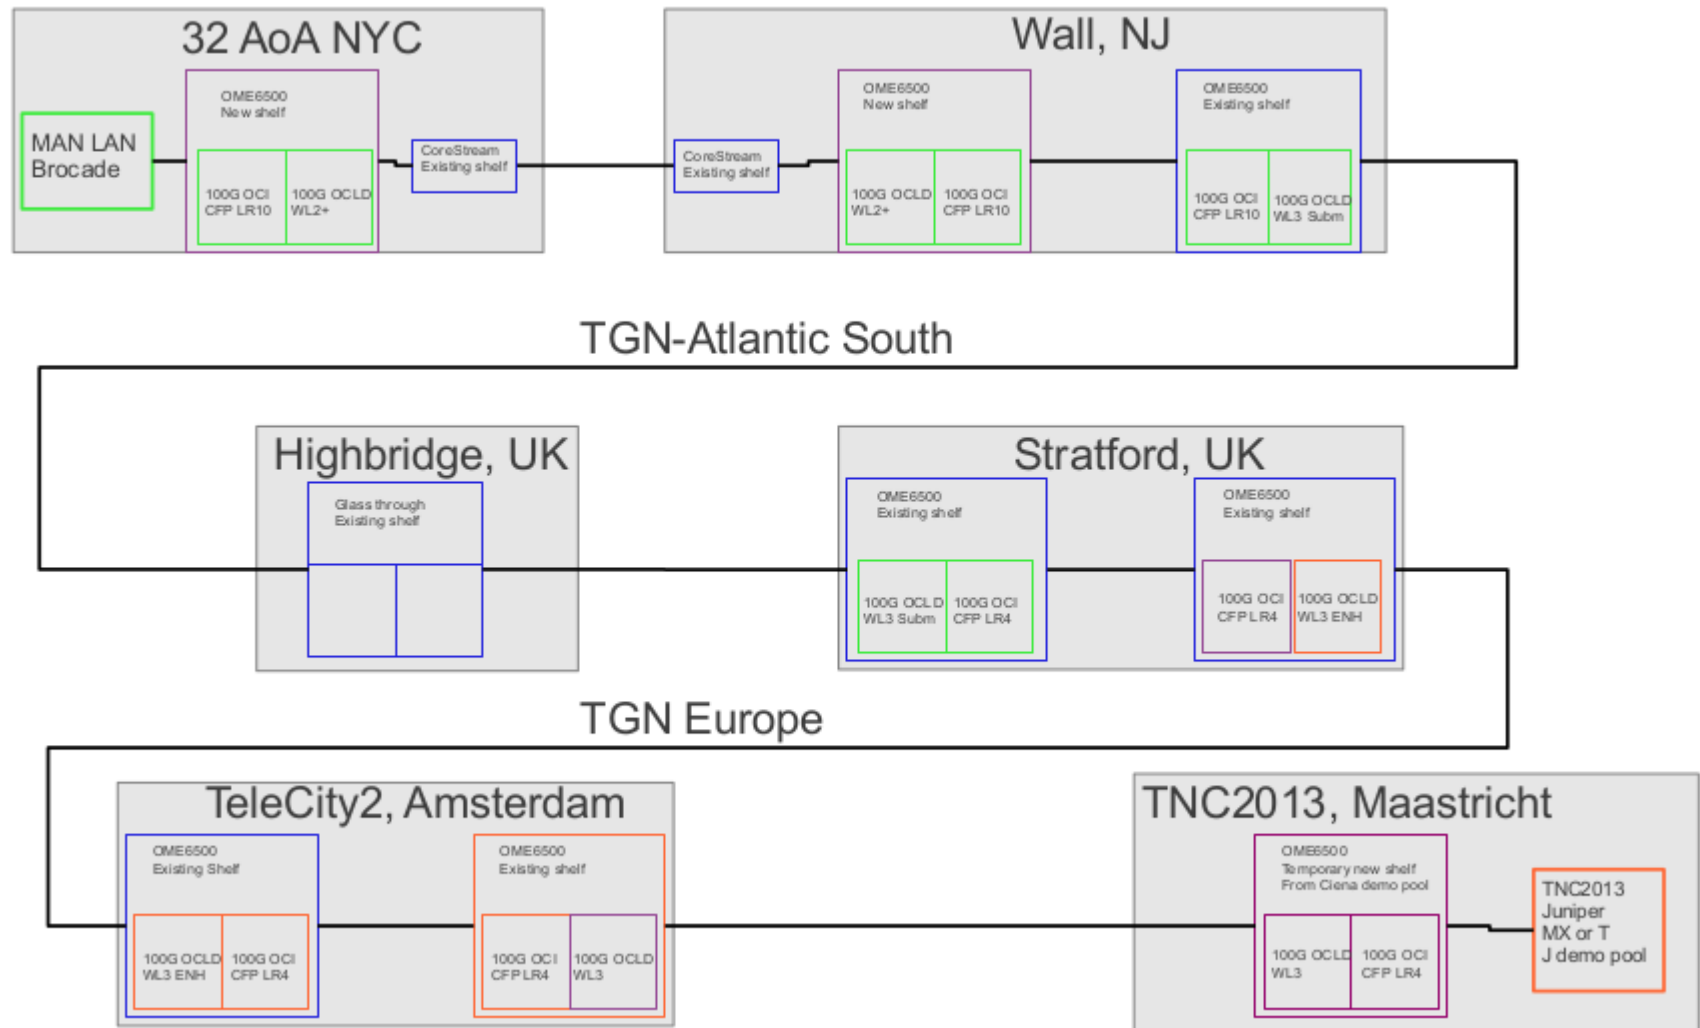 32 AoA NYC
MAN LAN
Brocade
OME6500
New shelf
100G OCI
CFP LR10
100G OCLD
WL2+
CoreStream
Existing shelf
Wall, NJ
CoreStream
Existing shelf
OME6500
New shelf
100G OCLD
WL2+
100G OCI
CFP LR10
OME6500
Existing shelf
100G OCI
CFP LR10
100G OCLD
WL3 Subm
TGN-Atlantic South
Highbridge, UK
Glass through
Existing shelf
Stratford, UK
OME6500
Existing shelf
100G OCLD
WL3 Subm
100G OCI
CFP LR4
OME6500
Existing shelf
100G OCI
CFP LR4
100G OCLD
WL3 ENH
TGN Europe
TeleCity2, Amsterdam
OME6500
Existing Shelf
100G OCLD
WL3 ENH
100G OCI
CFP LR4
OME6500
Existing shelf
100G OCI
CFP LR4
100G OCLD
WL3
TNC2013, Maastricht
OME6500
Temporary new shelf
From Ciena demo pool
100G OCLD
WL3
100G OCI
CFP LR4
TNC2013
Juniper
MX or T
J demo pool